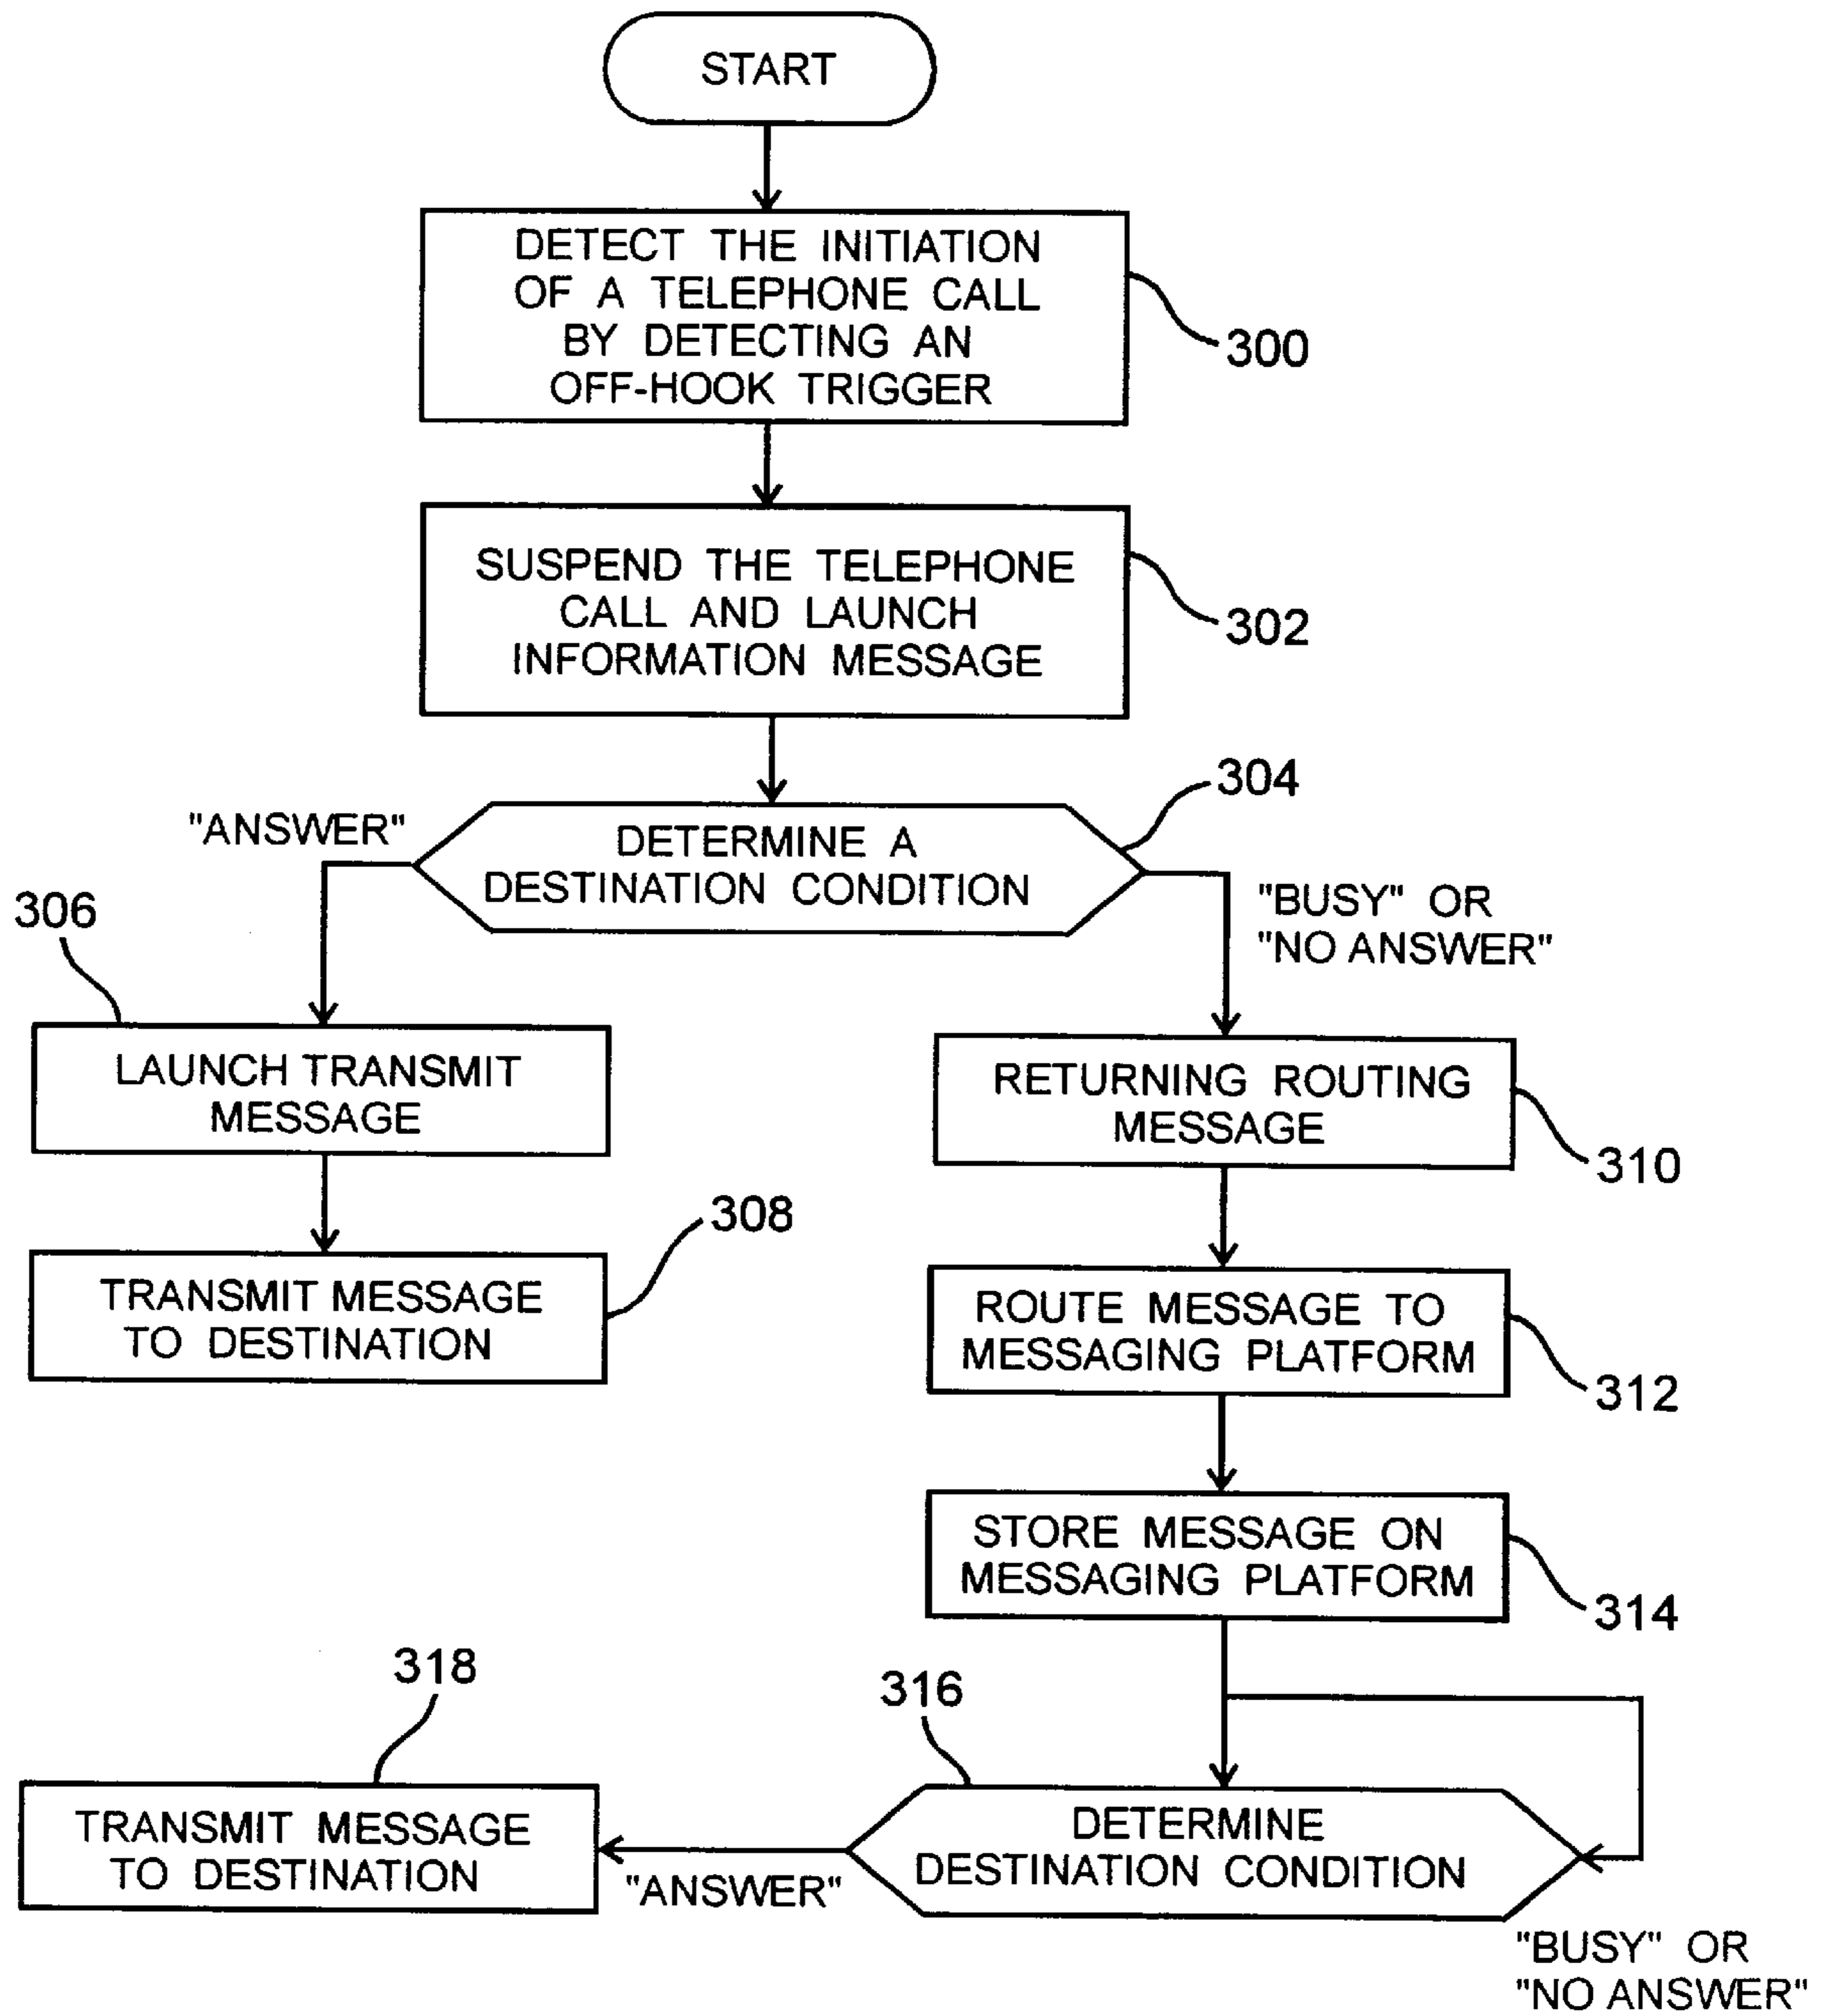 START
DETECT THE INITIATION
OF A TELEPHONE CALL
BY DETECTING AN
OFF-HOOK TRIGGER
300
SUSPEND THE TELEPHONE
CALL AND LAUNCH
INFORMATION MESSAGE
302
304
"ANSWER"
DETERMINE A
DESTINATION CONDITION
"BUSY" OR
"NO ANSWER"
306
LAUNCH TRANSMIT
MESSAGE
RETURNING ROUTING
MESSAGE
310
308
TRANSMIT MESSAGE
TO DESTINATION
ROUTE MESSAGE TO
MESSAGING PLATFORM
312
STORE MESSAGE ON
MESSAGING PLATFORM
314
318
316
TRANSMIT MESSAGE
TO DESTINATION
"ANSWER"
DETERMINE
DESTINATION CONDITION
"BUSY" OR
"NO ANSWER"